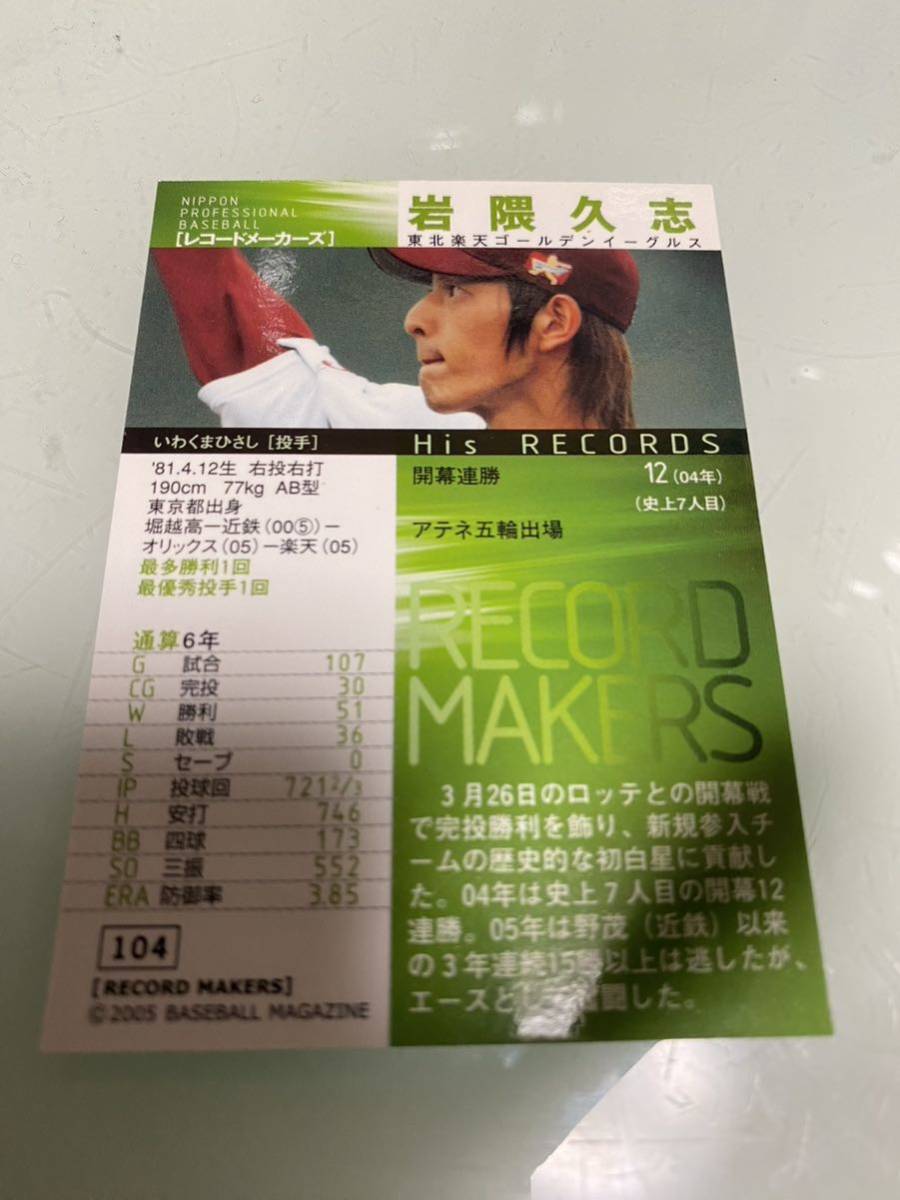 NIPPON
PROFESSIONAL
BASEBALL
[レコードメーカーズ]
岩隈久志
東北楽天ゴールデンイーグルス
いわくまひさし [投手]
His RECORDS
'81.4.12生 右投右打
190cm 77kg AB型
東京都出身
堀越高ー近鉄(00⑤)ー
オリックス(05)ー楽天(05)
最多勝利1回
最優秀投手1回
開幕連勝 12(04年)
(史上7人目)
アテネ五輪出場
RECORD
MAKERS
通算6年
G 試合 107
CG 完投 30
W 勝利 51
L 敗戦 36
S セーブ 0
IP 投球回 721 2/3
H 安打 746
BB 四球 173
SO 三振 552
ERA 防御率 3.85
3月26日のロッテとの開幕戦
で完投勝利を飾り、新規参入チ
ームの歴史的な初白星に貢献し
た。04年は史上7人目の開幕12
連勝。05年は野茂(近鉄)以来
の3年連続15勝以上は逃したが、
エースとして奮闘した。
104
[RECORD MAKERS]
©2005 BASEBALL MAGAZINE